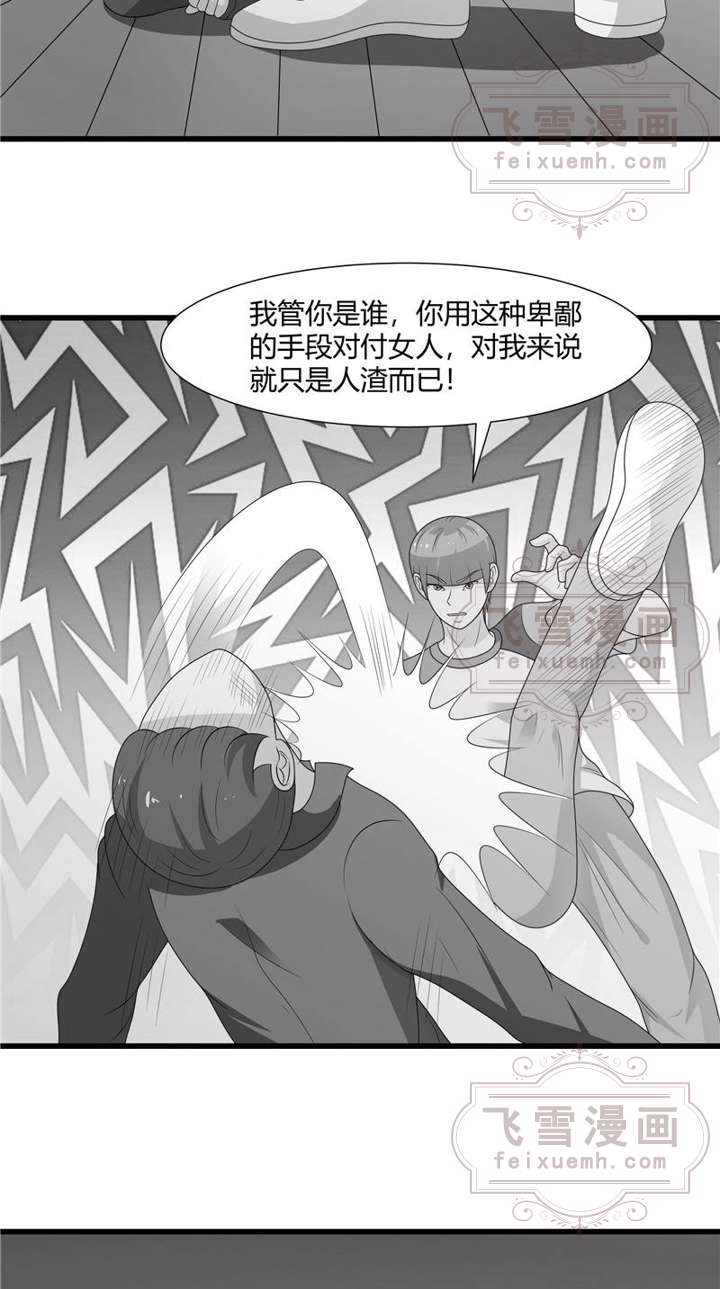 飞雪漫画
feixuemh.com
我管你是谁，你用这种卑鄙
的手段对付女人，对我来说
就只是人渣而已！
飞雪漫画
feixuemh.com
飞雪漫画
feixuemh.com